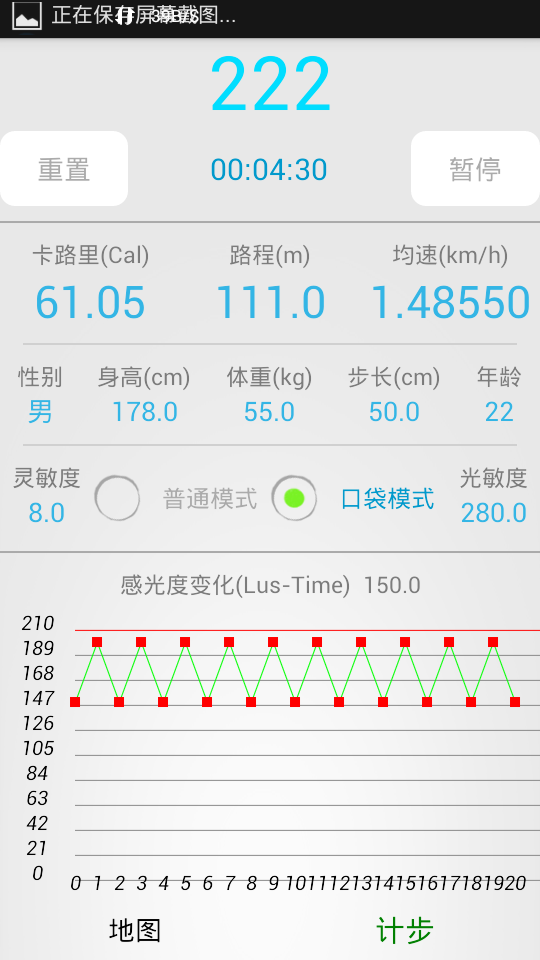 正在保存屏幕截图...
222
重置 00:04:30 暂停
卡路里(Cal) 路程(m) 均速(km/h)
61.05 111.0 1.48550
性别 身高(cm) 体重(kg) 步长(cm) 年龄
男 178.0 55.0 50.0 22
灵敏度 普通模式 口袋模式 光敏度
8.0 280.0
感光度变化(Lus-Time) 150.0
210
189
168
147
126
105
84
63
42
21
0
0 1 2 3 4 5 6 7 8 9 10 11 12 13 14 15 16 17 18 19 20
地图 计步